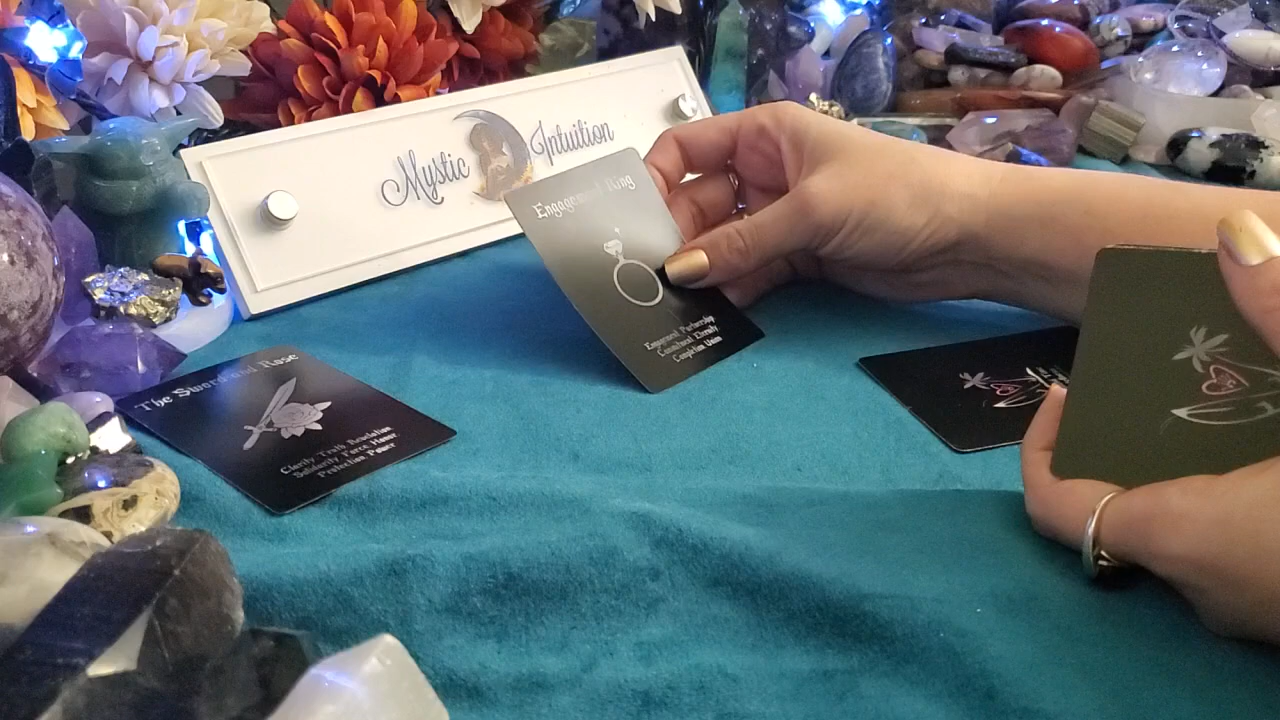 Mystic Intuition
Engagement Ring
Engagement Partnership
Commitment Eternity
Completion Union
The Sword and Rose
Clarity Truth Revelation
Solidarity Force Honor
Protection Power